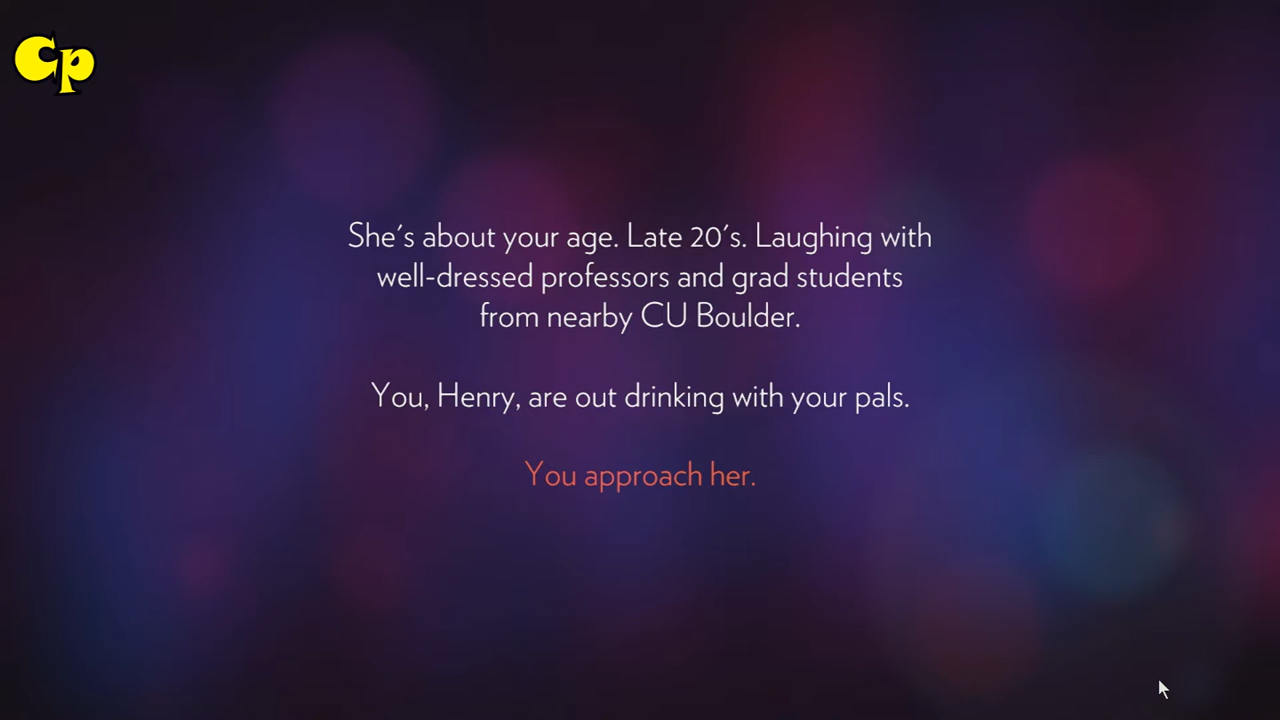 Cp
She's about your age. Late 20's. Laughing with
well-dressed professors and grad students
from nearby CU Boulder.
You, Henry, are out drinking with your pals.
You approach her.